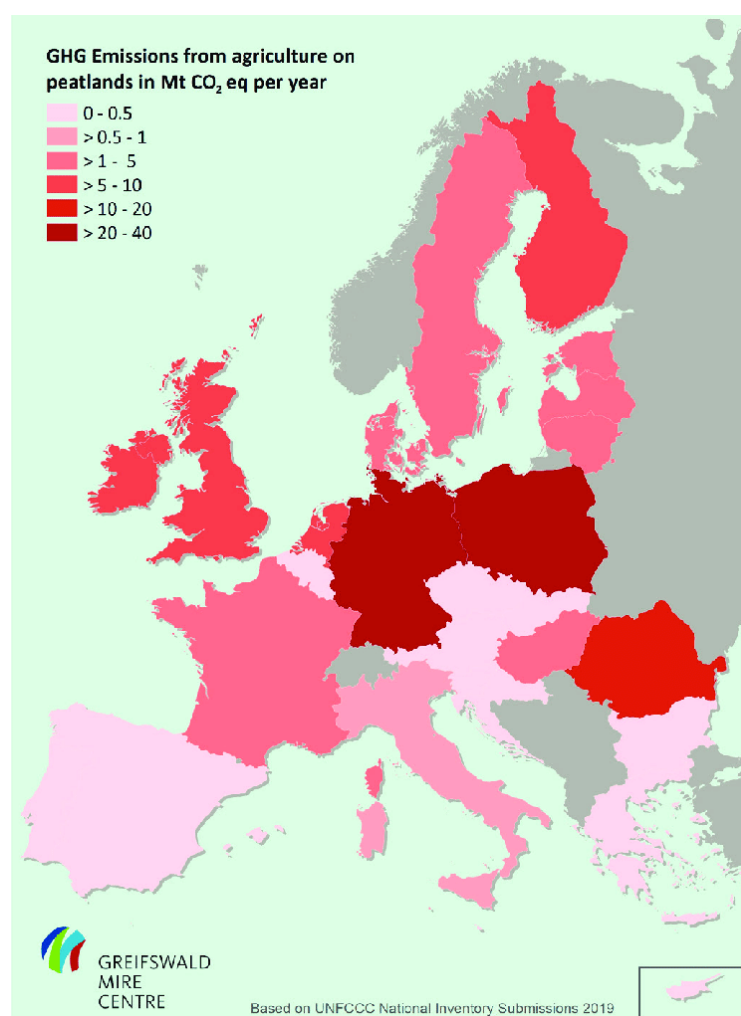 GHG Emissions from agriculture on
peatlands in Mt CO₂ eq per year
0 - 0.5
> 0.5 - 1
> 1 - 5
> 5 - 10
> 10 - 20
> 20 - 40
GREIFSWALD
MIRE
CENTRE
Based on UNFCCC National Inventory Submissions 2019